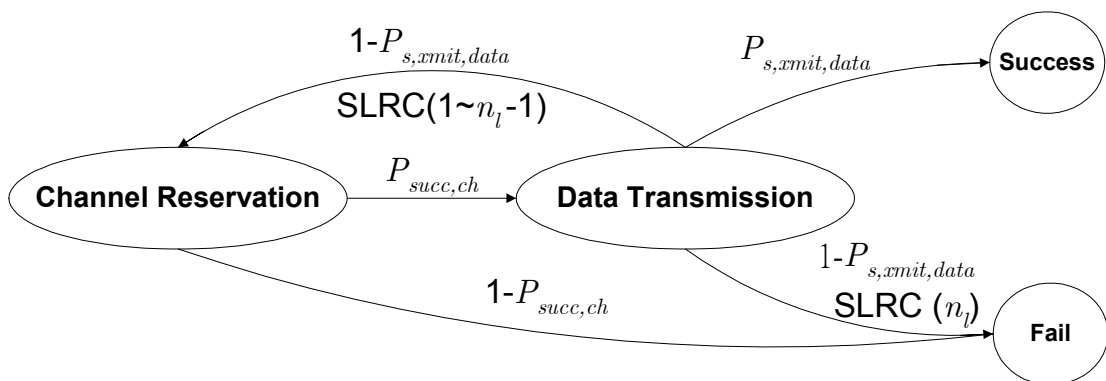 1-P_{s,xmit,data}
SLRC(1~n_l-1)
P_{s,xmit,data}
Success
Channel Reservation
P_{succ,ch}
Data Transmission
1-P_{s,xmit,data}
SLRC (n_l)
1-P_{succ,ch}
Fail